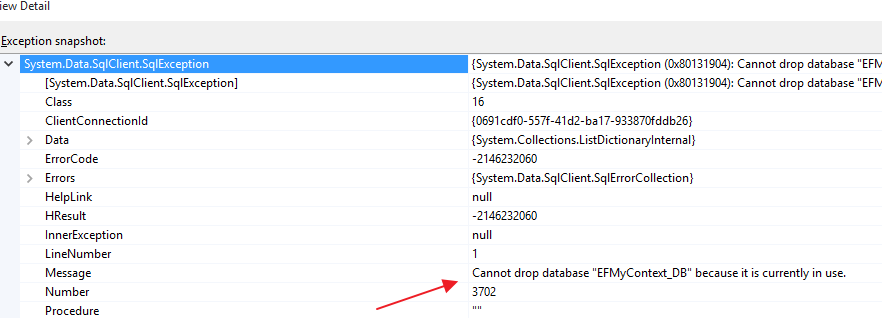 iew Detail
Exception snapshot:
System.Data.SqlClient.SqlException {System.Data.SqlClient.SqlException (0x80131904): Cannot drop database "EFM
[System.Data.SqlClient.SqlException] {System.Data.SqlClient.SqlException (0x80131904): Cannot drop database "EFM
Class 16
ClientConnectionId {0691cdf0-557f-41d2-ba17-933870fddb26}
Data {System.Collections.ListDictionaryInternal}
ErrorCode -2146232060
Errors {System.Data.SqlClient.SqlErrorCollection}
HelpLink null
HResult -2146232060
InnerException null
LineNumber 1
Message Cannot drop database "EFMyContext_DB" because it is currently in use.
Number 3702
Procedure ""